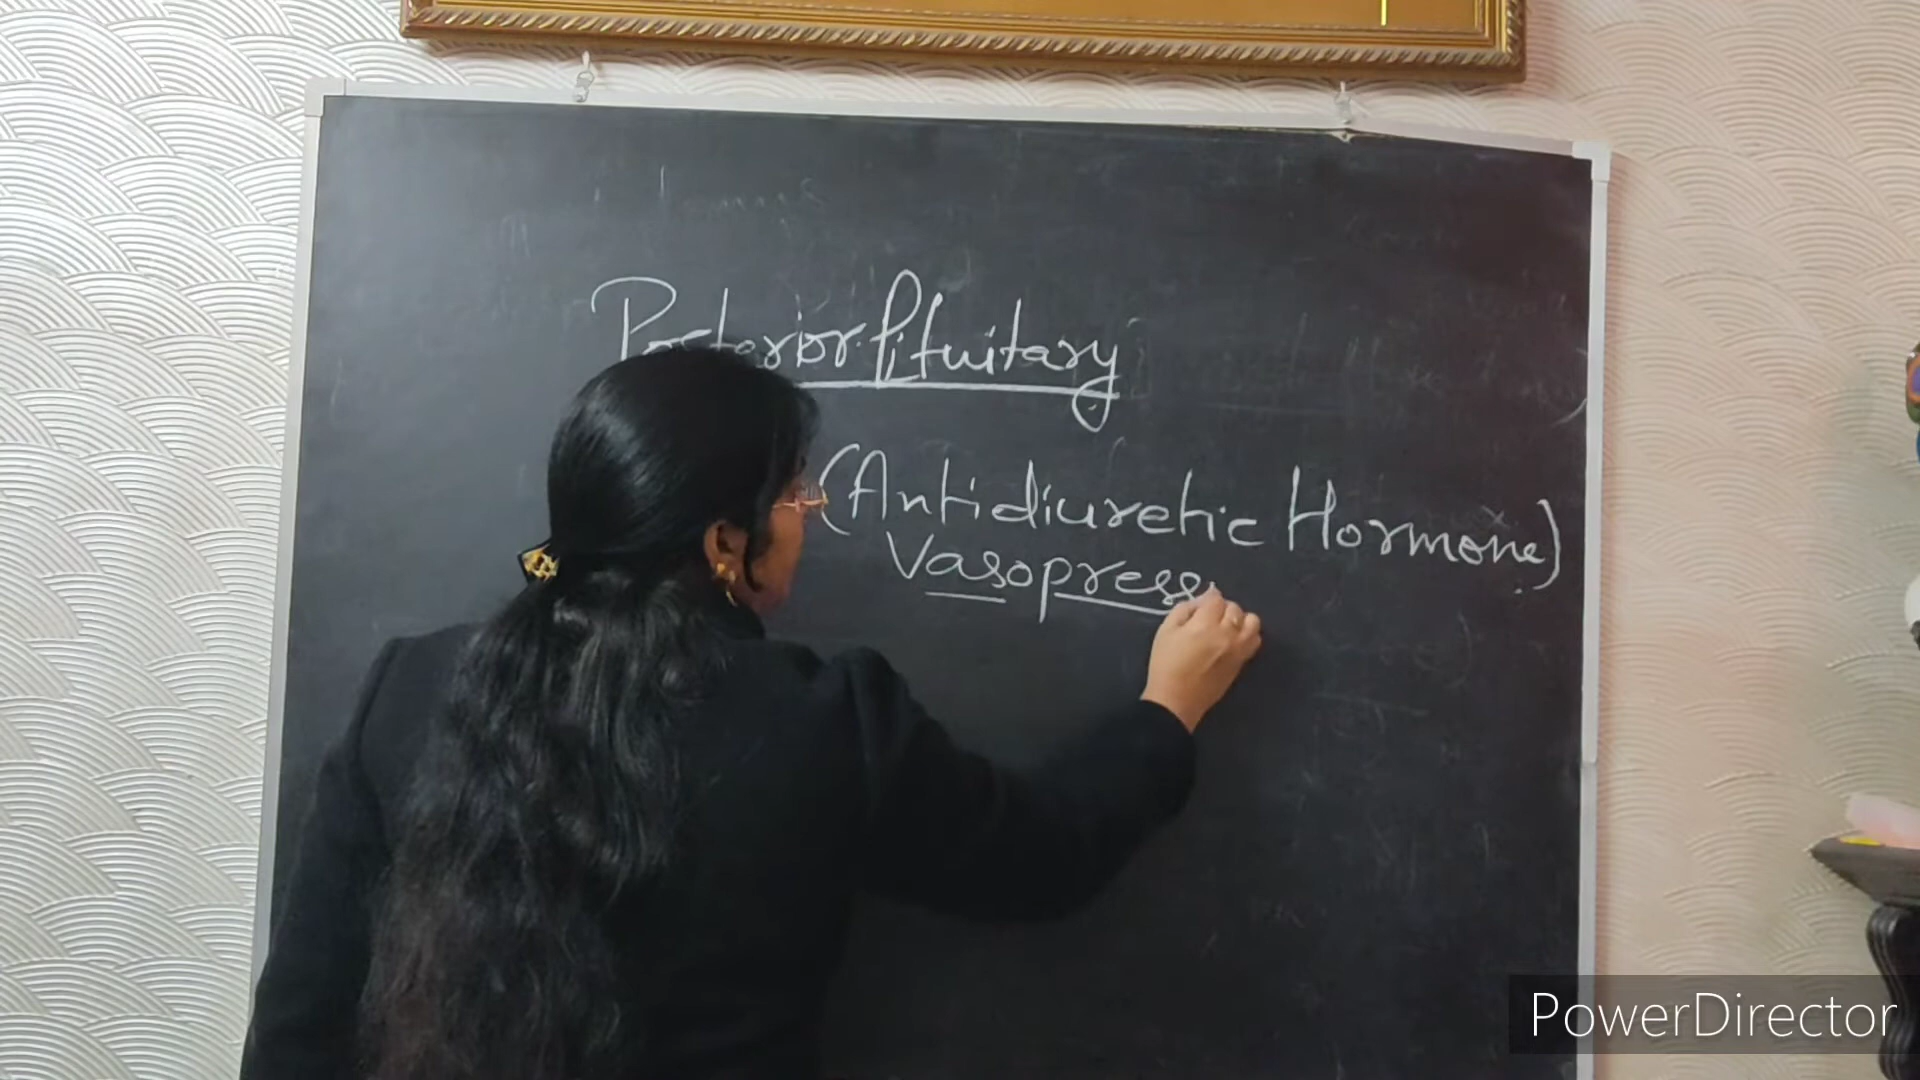 Posterior Pituitary
(Antidiuretic Hormone)
Vasopress
PowerDirector